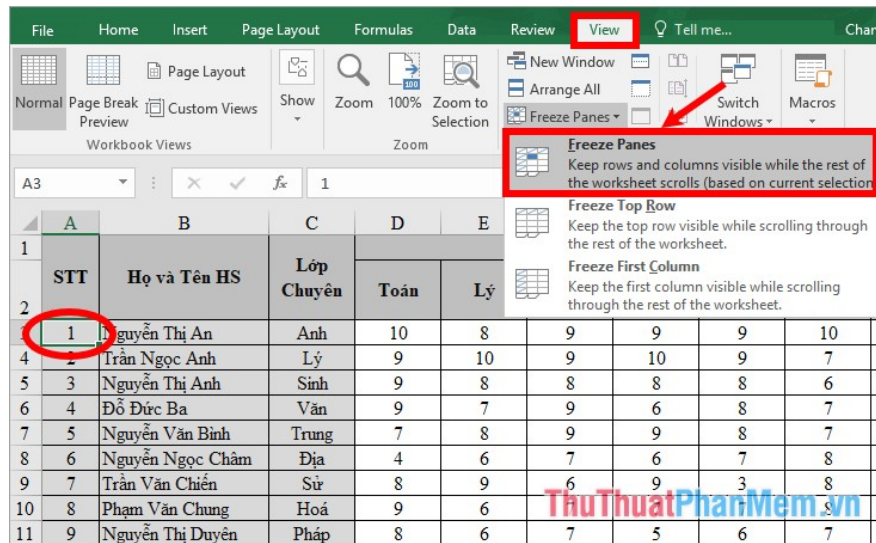 File Home Insert Page Layout Formulas Data Review View Tell me... Char
Normal Page Break Preview Page Layout Custom Views Show Zoom 100% Zoom to Selection New Window Arrange All Freeze Panes Switch Windows Macros
Workbook Views Zoom
Freeze Panes
Keep rows and columns visible while the rest of
the worksheet scrolls (based on current selection
Freeze Top Row
Keep the top row visible while scrolling through
the rest of the worksheet.
Freeze First Column
Keep the first column visible while scrolling
through the rest of the worksheet.
A3 fx 1
A B C D E
1
2 STT Họ và Tên HS Lớp Chuyên Toán Lý
1 Nguyễn Thị An Anh 10 8 9 9 9 10
4 2 Trần Ngọc Anh Lý 9 10 9 10 9 7
5 3 Nguyễn Thị Anh Sinh 9 8 8 8 8 6
6 4 Đỗ Đức Ba Văn 9 7 9 6 8 7
7 5 Nguyễn Văn Bình Trung 7 8 9 9 8 7
8 6 Nguyễn Ngọc Châm Địa 4 6 7 6 7 8
9 7 Trần Văn Chiến Sử 8 9 6 9 3 8
10 8 Phạm Văn Chung Hoá 9 6
11 9 Nguyễn Thị Duyên Pháp 8 6 7 5 6 7
ThuThuatPhanMem.vn